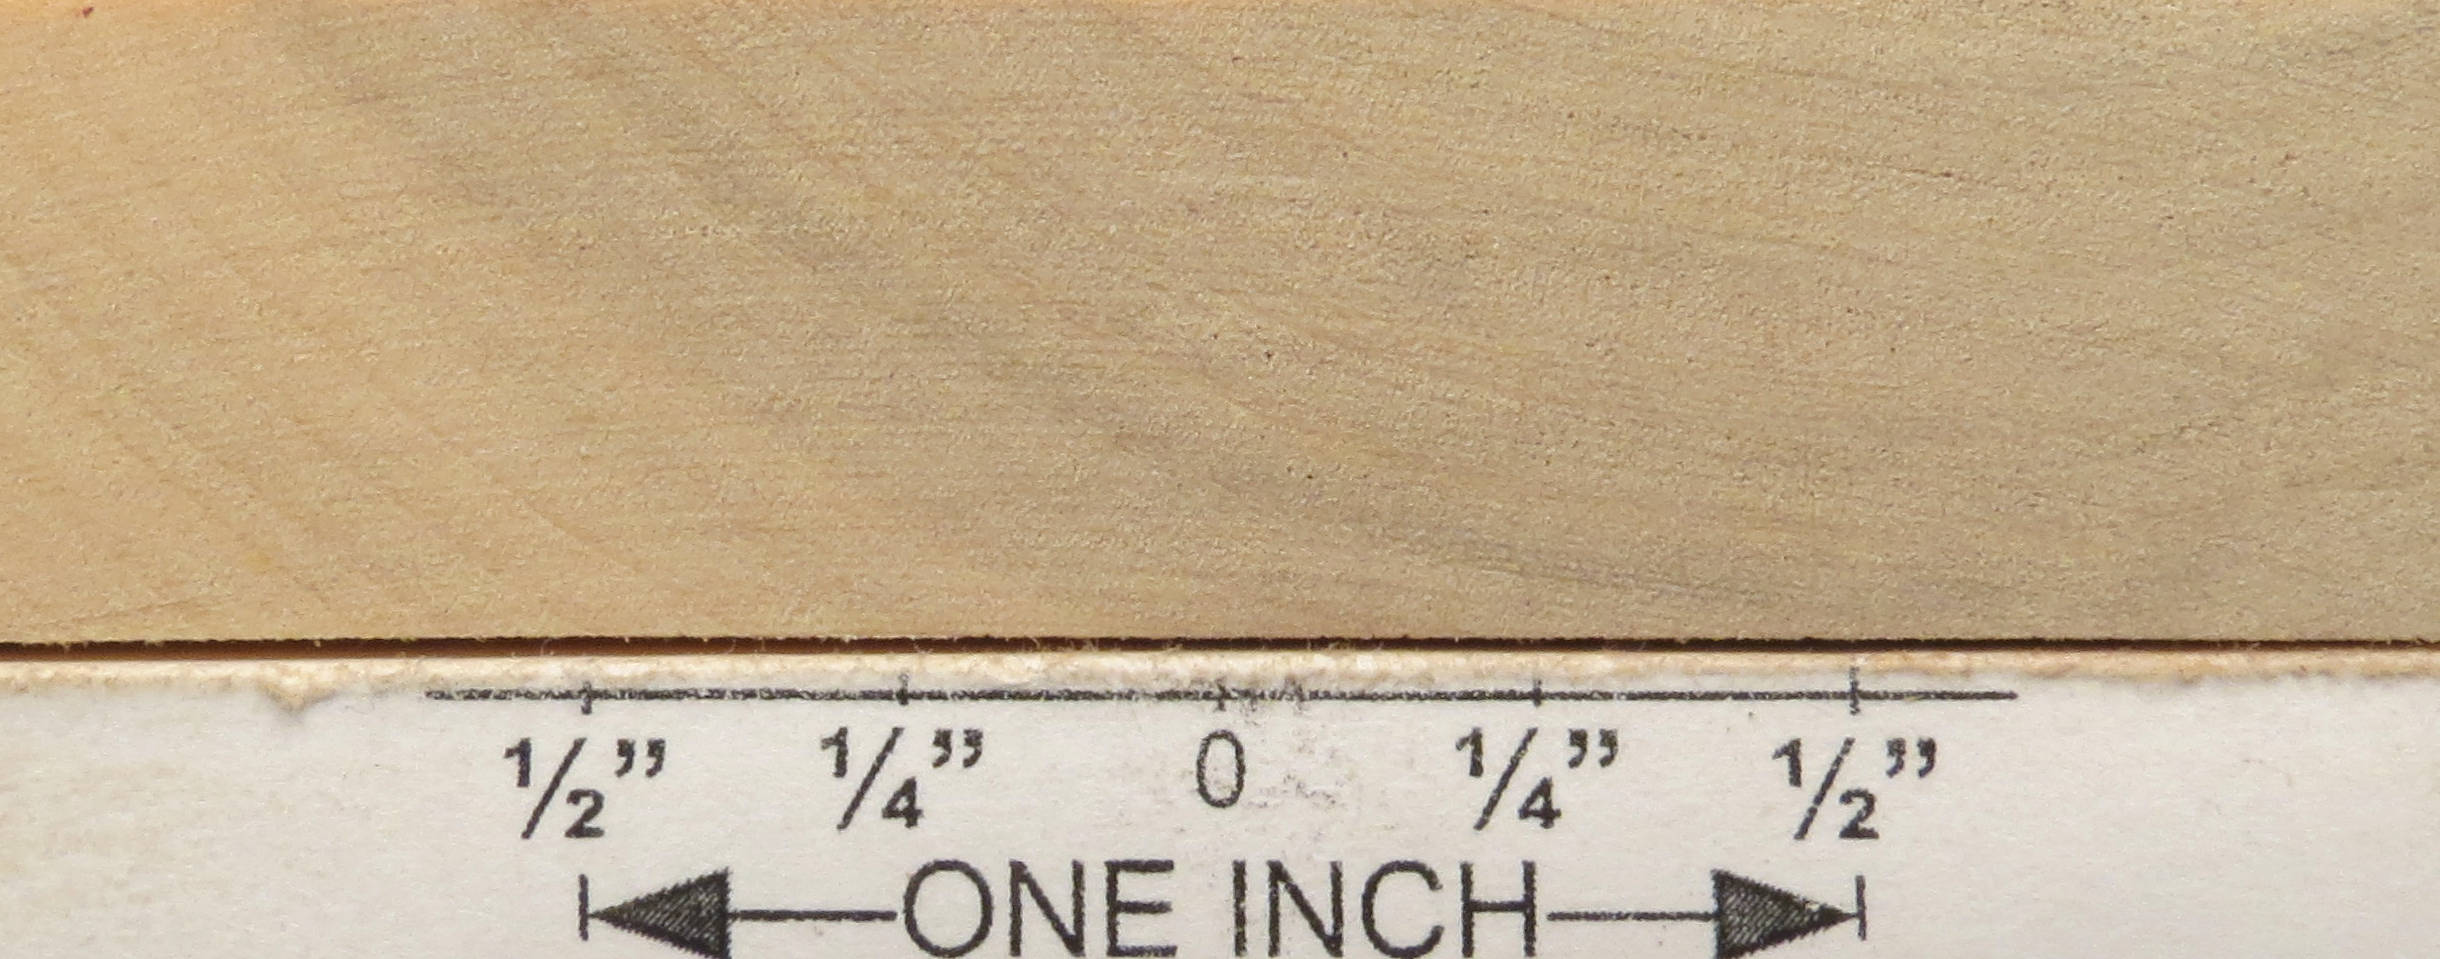 1/2” 1/4” 0 1/4” 1/2”
ONE INCH